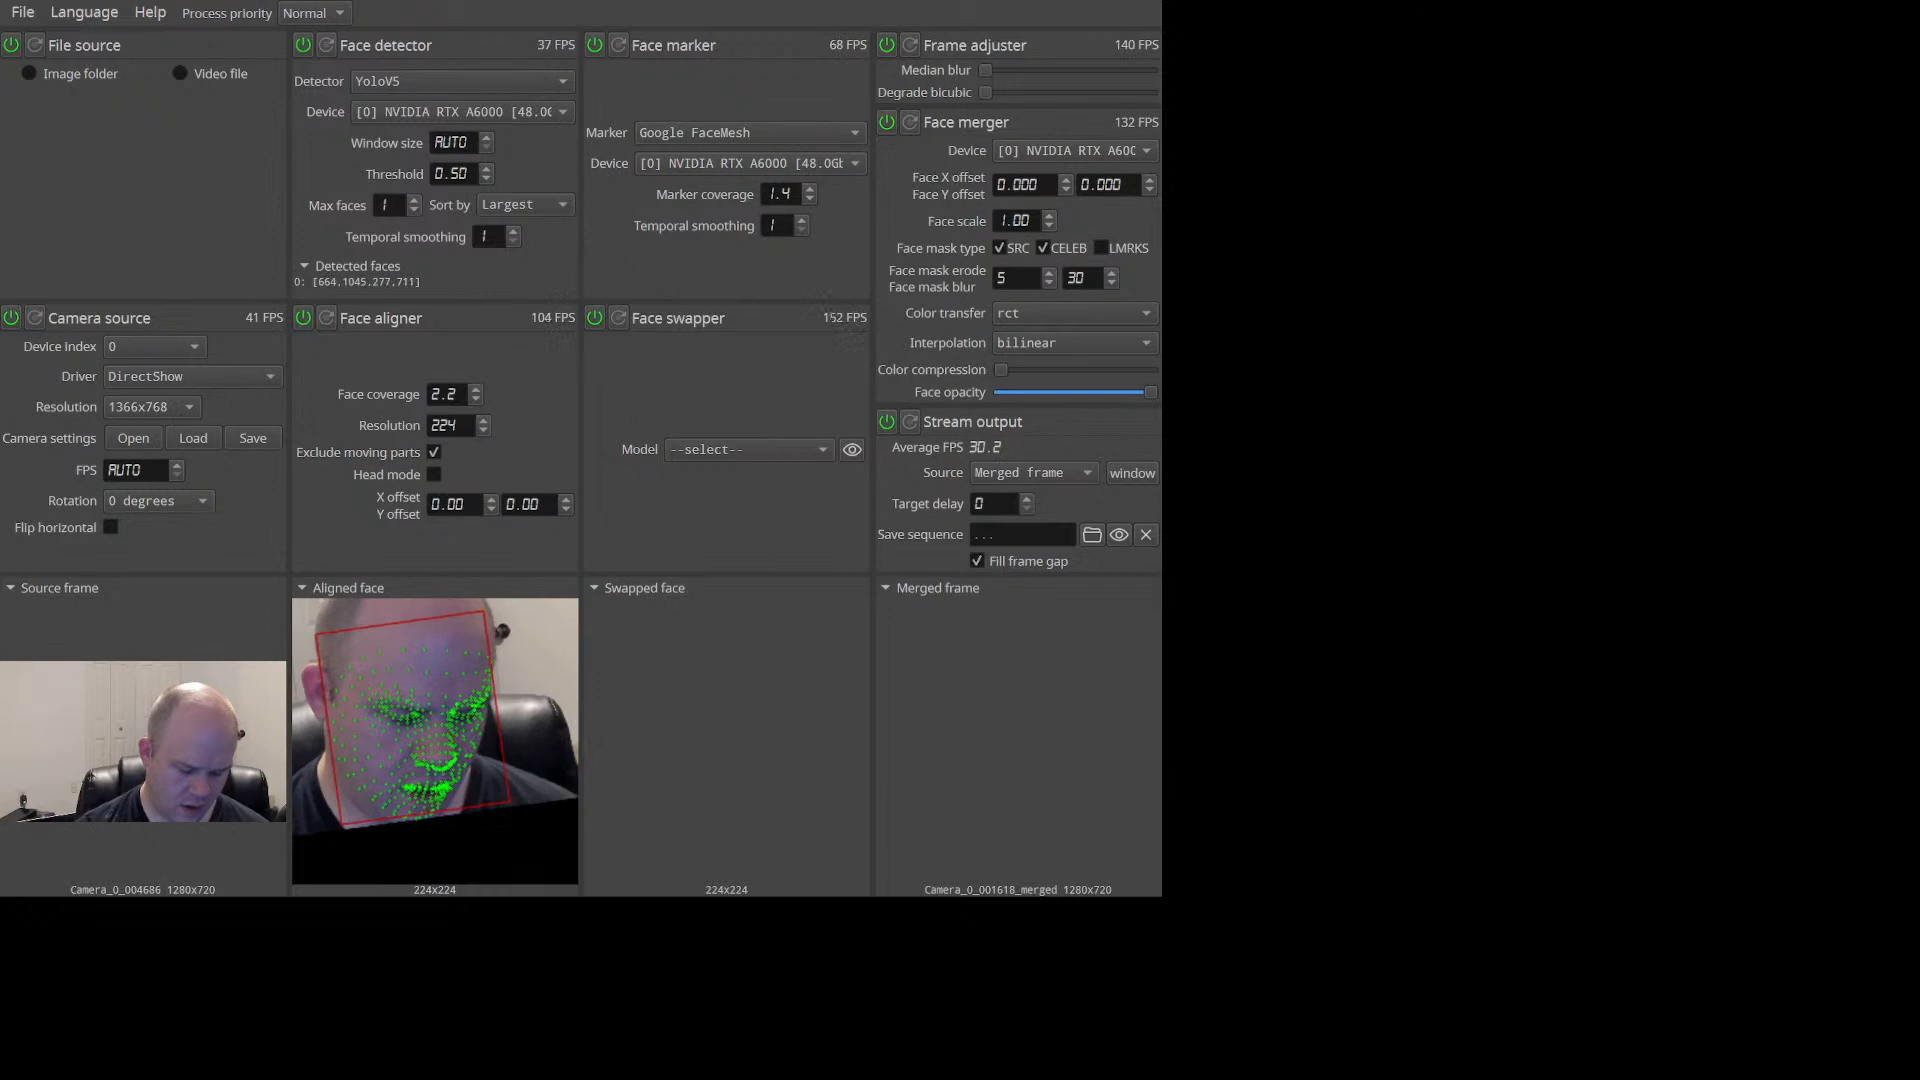 File Language Help Process priority Normal
File source
Image folder Video file
Face detector 37 FPS
Detector YoloV5
Device [0] NVIDIA RTX A6000 [48.0G
Window size AUTO
Threshold 0.50
Max faces 1 Sort by Largest
Temporal smoothing 1
Detected faces
0: [664,1045,277,711]
Face marker 68 FPS
Marker Google FaceMesh
Device [0] NVIDIA RTX A6000 [48.0Gb
Marker coverage 1.4
Temporal smoothing 1
Frame adjuster 140 FPS
Median blur
Degrade bicubic
Face merger 132 FPS
Device [0] NVIDIA RTX A600
Face X offset
Face Y offset
0.000 0.000
Face scale 1.00
Face mask type SRC CELEB LMRKS
Face mask erode
Face mask blur
5 30
Color transfer rct
Interpolation bilinear
Color compression
Face opacity
Camera source 41 FPS
Device index 0
Driver DirectShow
Resolution 1366x768
Camera settings Open Load Save
FPS AUTO
Rotation 0 degrees
Flip horizontal
Face aligner 104 FPS
Face coverage 2.2
Resolution 224
Exclude moving parts
Head mode
X offset
Y offset
0.00 0.00
Face swapper 152 FPS
Model --select--
Stream output
Average FPS 30.2
Source Merged frame window
Target delay 0
Save sequence ...
Fill frame gap
Source frame
Camera_0_004686 1280x720
Aligned face
224x224
Swapped face
224x224
Merged frame
Camera_0_001618_merged 1280x720